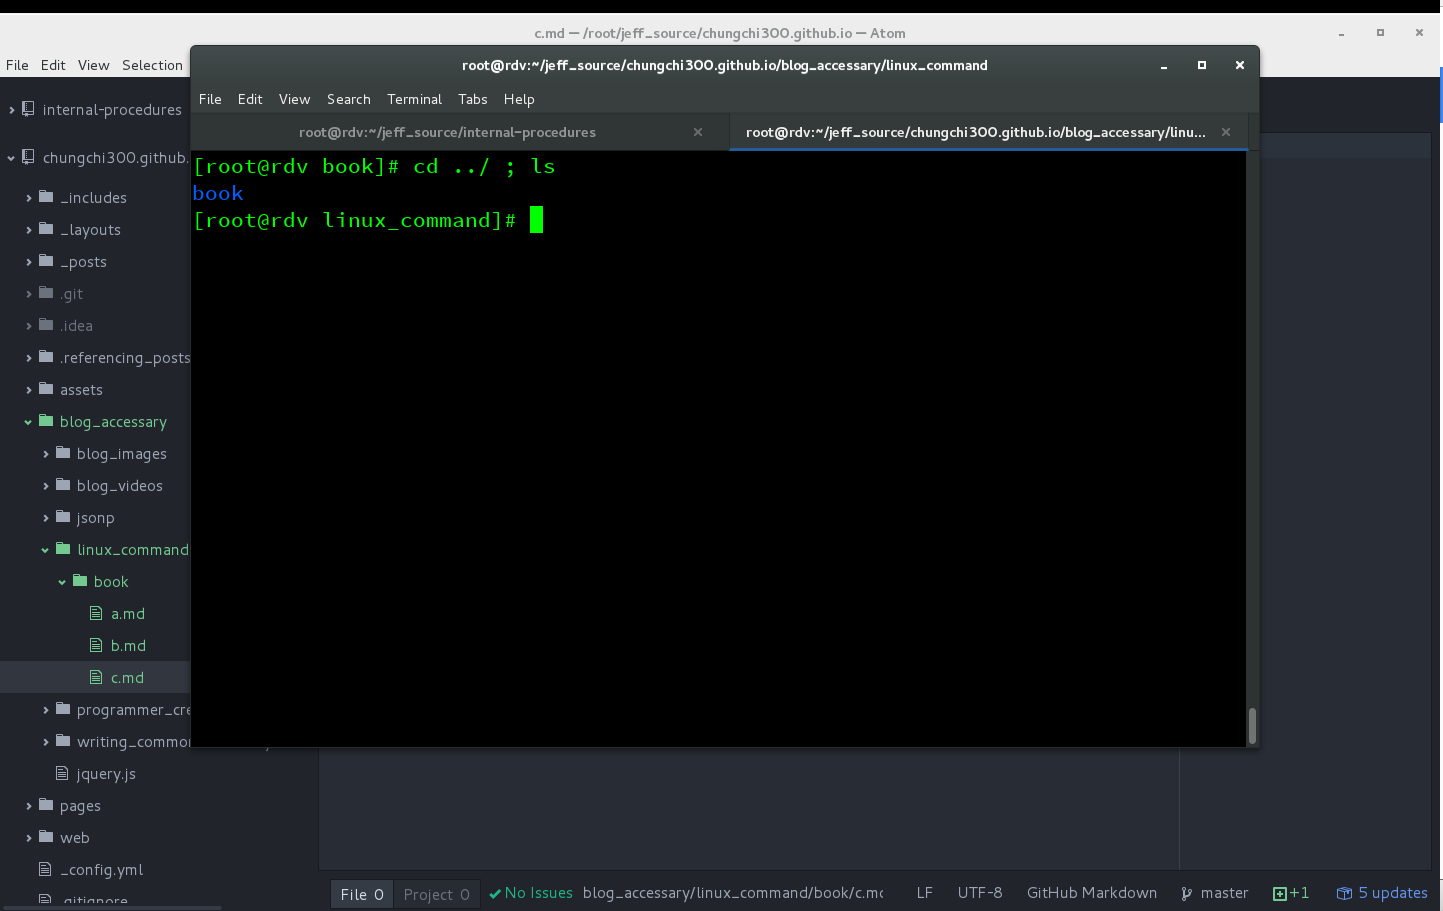 c.md — /root/jeff_source/chungchi300.github.io — Atom
File Edit View Selection
root@rdv:~/jeff_source/chungchi300.github.io/blog_accessary/linux_command
File Edit View Search Terminal Tabs Help
root@rdv:~/jeff_source/internal-procedures
root@rdv:~/jeff_source/chungchi300.github.io/blog_accessary/linu...
[root@rdv book]# cd ../ ; ls
book
[root@rdv linux_command]#
internal-procedures
chungchi300.github.
_includes
_layouts
_posts
.git
.idea
.referencing_posts
assets
blog_accessary
blog_images
blog_videos
jsonp
linux_command
book
a.md
b.md
c.md
programmer_cre
writing_common
jquery.js
pages
web
_config.yml
.gitignore
File 0 Project 0 No Issues blog_accessary/linux_command/book/c.md LF UTF-8 GitHub Markdown master +1 5 updates